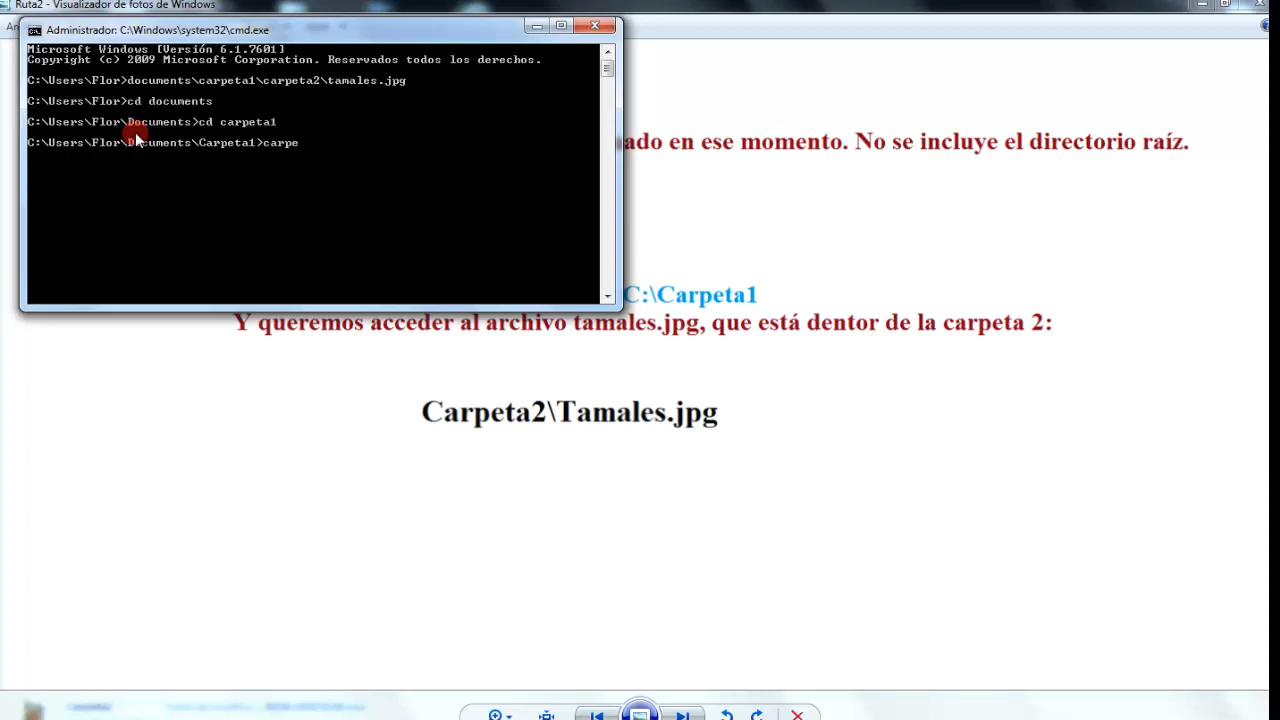 Ruta2 - Visualizador de fotos de Windows
Administrador: C:\Windows\system32\cmd.exe
Microsoft Windows [Versión 6.1.7601]
Copyright (c) 2009 Microsoft Corporation. Reservados todos los derechos.
C:\Users\Flor>documents\carpeta1\carpeta2\tamales.jpg
C:\Users\Flor>cd documents
C:\Users\Flor\Documents>cd carpeta1
C:\Users\Flor\Documents\Carpeta1>carpe
ado en ese momento. No se incluye el directorio raíz.
C:\Carpeta1
Y queremos acceder al archivo tamales.jpg, que está dentor de la carpeta 2:
Carpeta2\Tamales.jpg